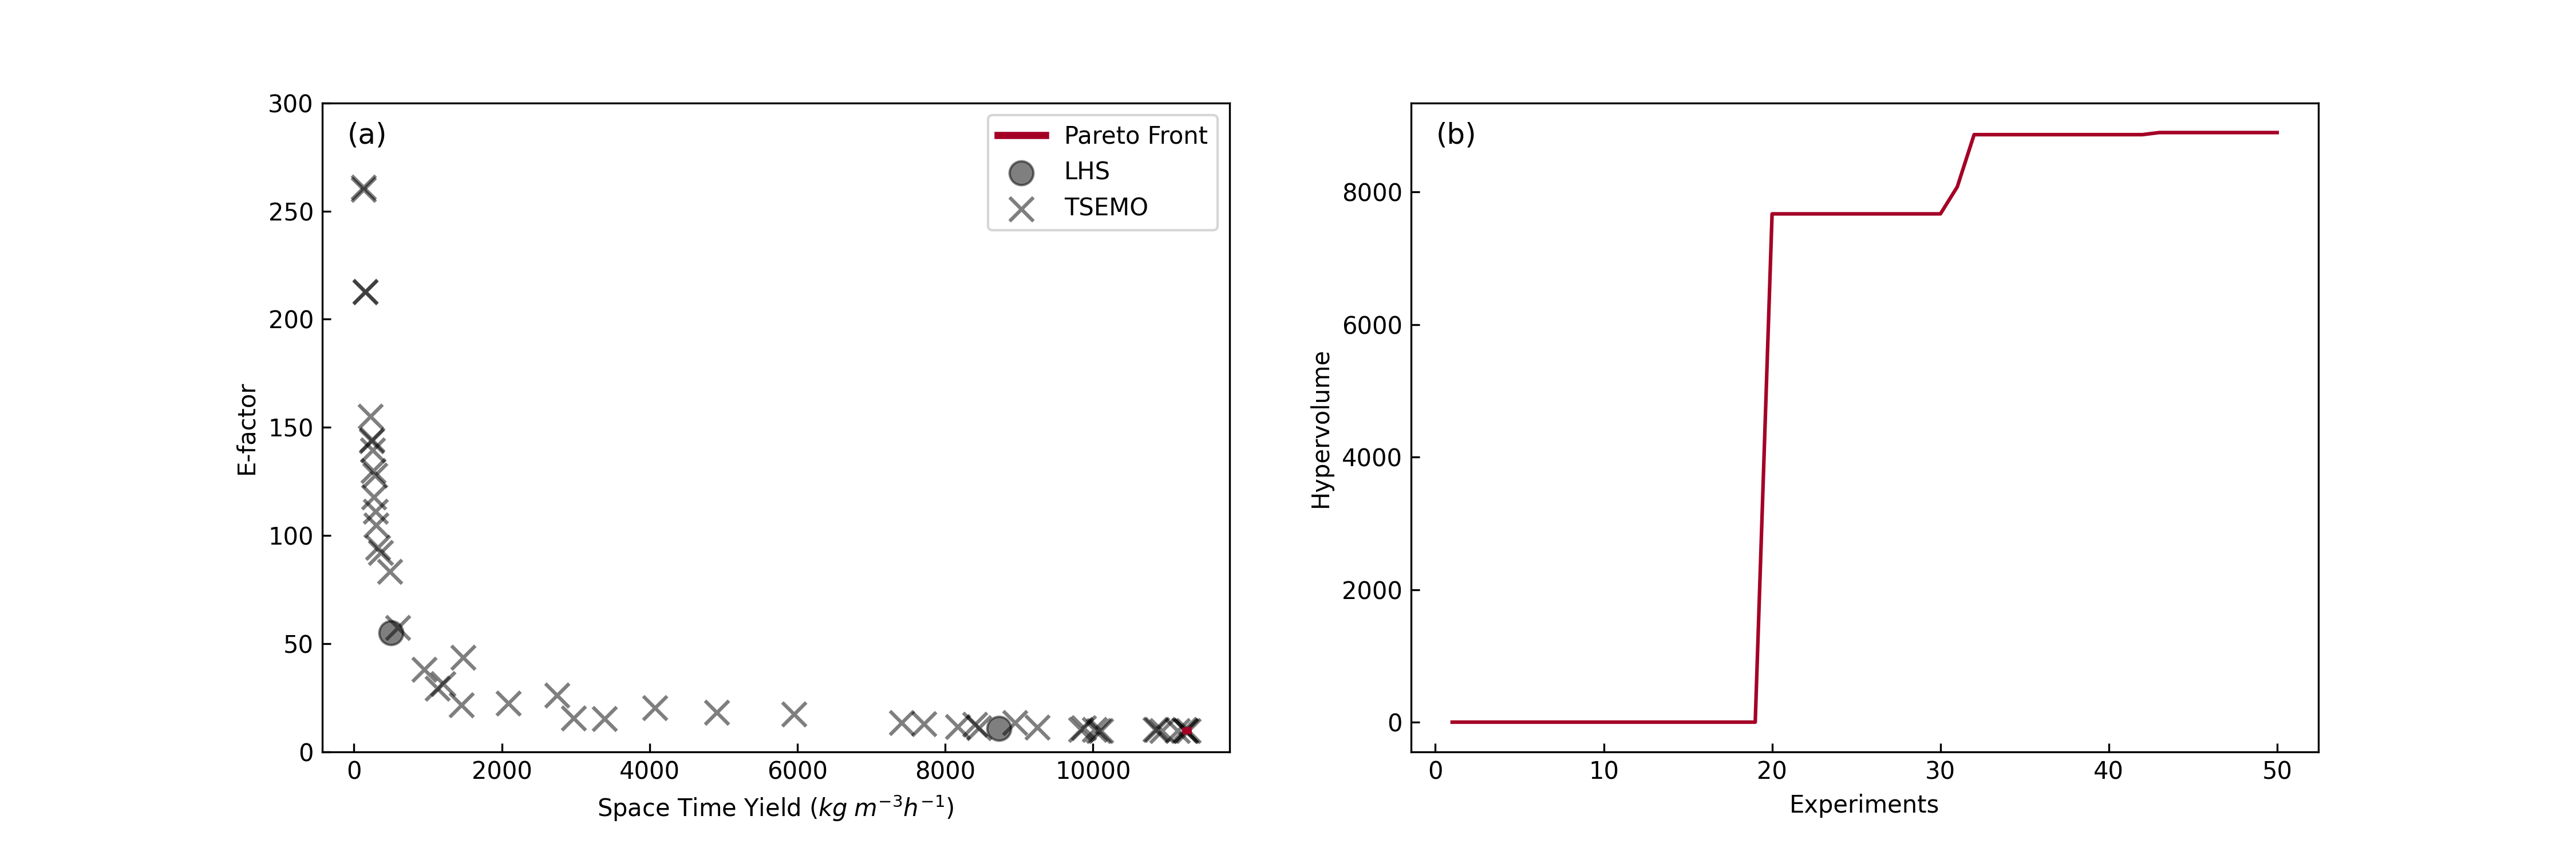 (a)
Pareto Front
LHS
TSEMO
300
250
200
150
100
50
0
E-factor
0 2000 4000 6000 8000 10000
Space Time Yield (kg m⁻³h⁻¹)
(b)
8000
6000
4000
2000
0
Hypervolume
0 10 20 30 40 50
Experiments